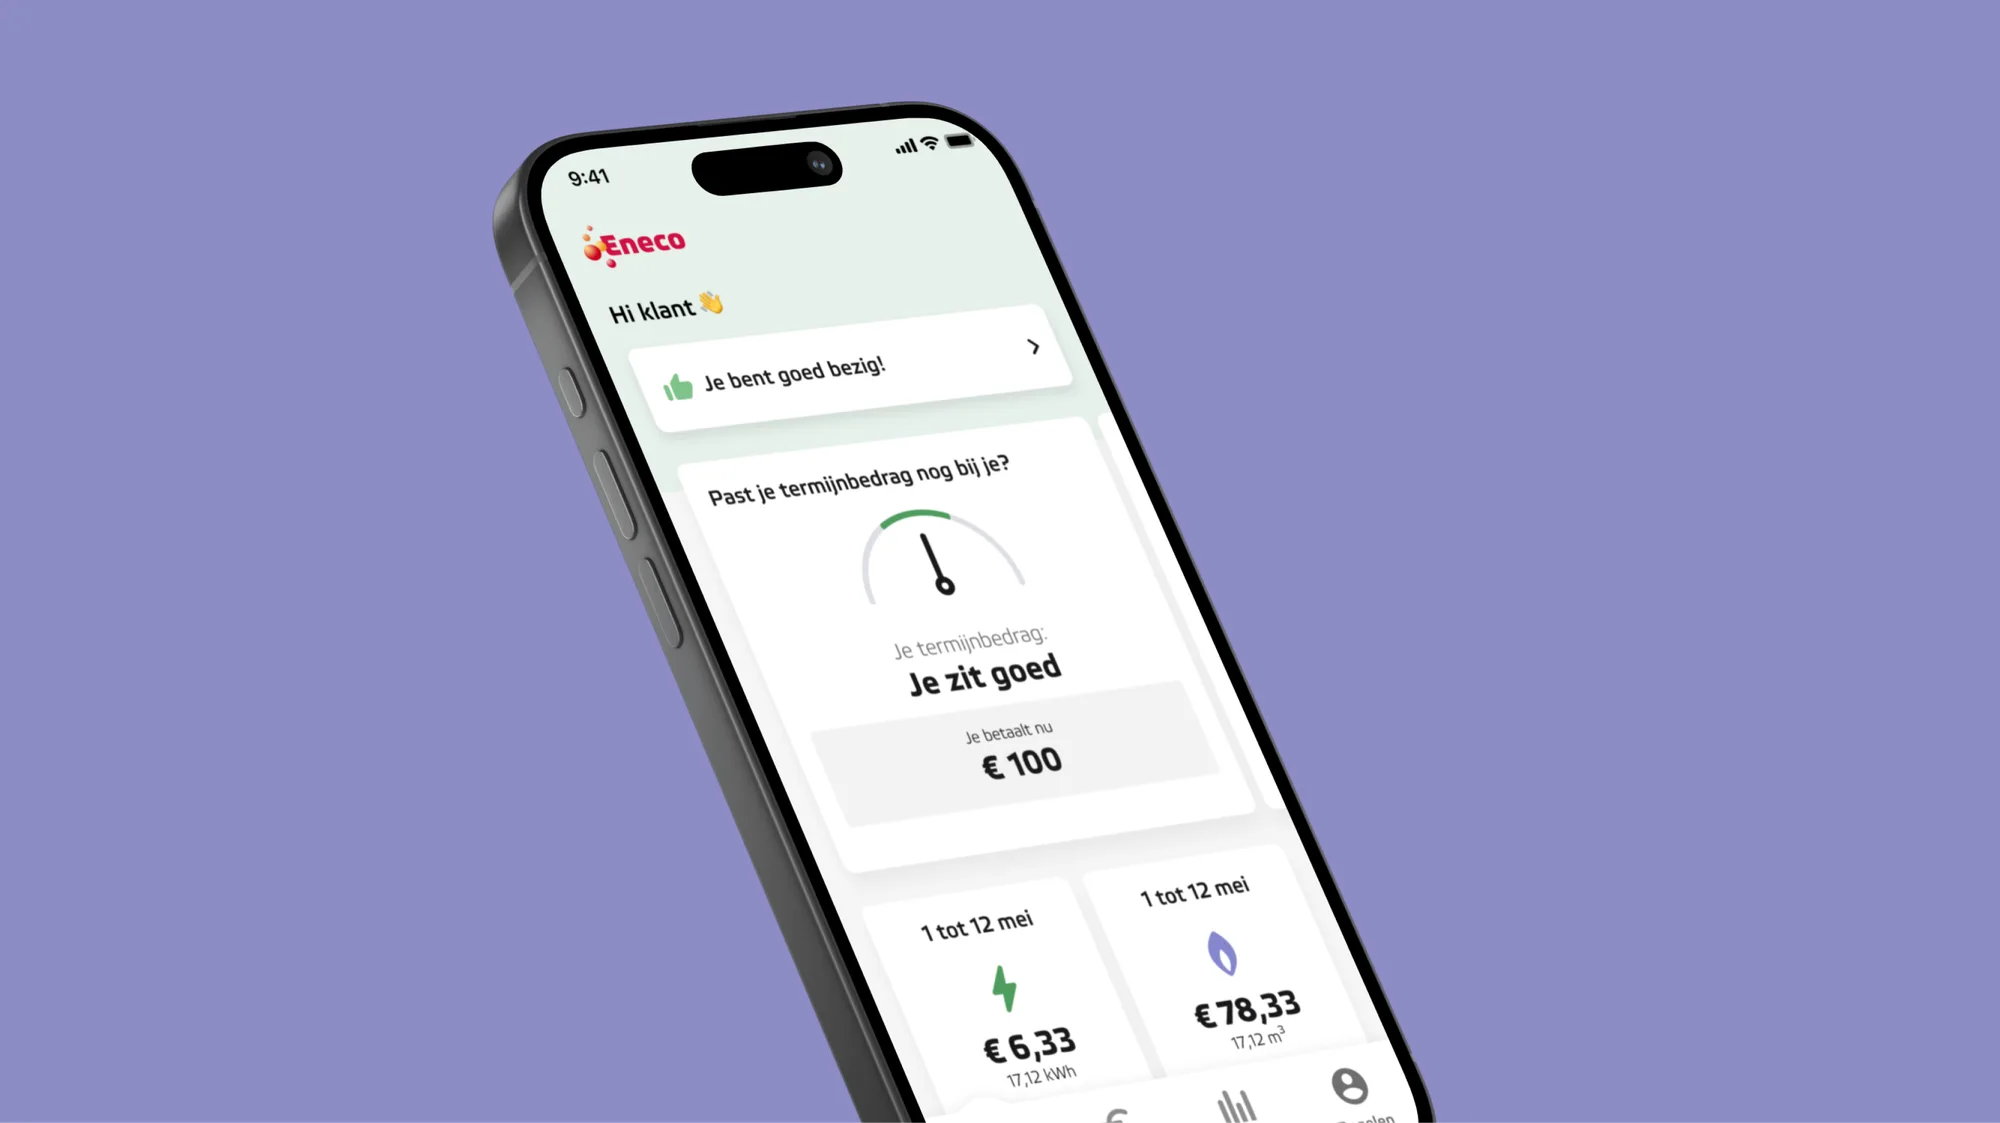 9:41
Eneco
Hi klant 👋
Je bent goed bezig!
Past je termijnbedrag nog bij je?
Je termijnbedrag:
Je zit goed
Je betaalt nu
€ 100
1 tot 12 mei
€ 6,33
17,12 kWh
1 tot 12 mei
€ 78,33
17,12 m³